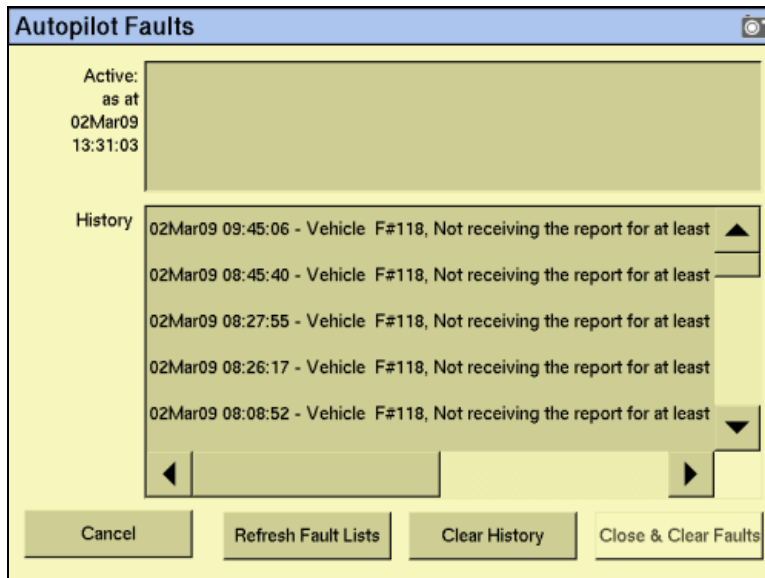 Autopilot Faults
Active:
as at
02Mar09
13:31:03
History
02Mar09 09:45:06 - Vehicle F#118, Not receiving the report for at least
02Mar09 08:45:40 - Vehicle F#118, Not receiving the report for at least
02Mar09 08:27:55 - Vehicle F#118, Not receiving the report for at least
02Mar09 08:26:17 - Vehicle F#118, Not receiving the report for at least
02Mar09 08:08:52 - Vehicle F#118, Not receiving the report for at least
Cancel
Refresh Fault Lists
Clear History
Close & Clear Faults